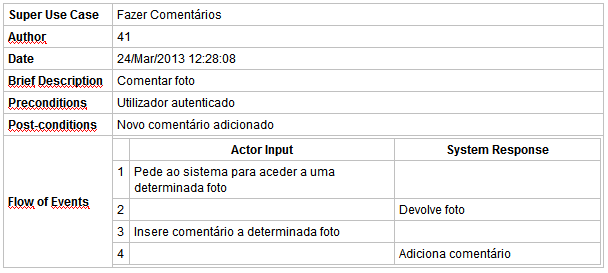 Super Use Case Fazer Comentários
Author 41
Date 24/Mar/2013 12:28:08
Brief Description Comentar foto
Preconditions Utilizador autenticado
Post-conditions Novo comentário adicionado
Flow of Events
Actor Input System Response
1 Pede ao sistema para aceder a uma
determinada foto
2 Devolve foto
3 Insere comentário a determinada foto
4 Adiciona comentário